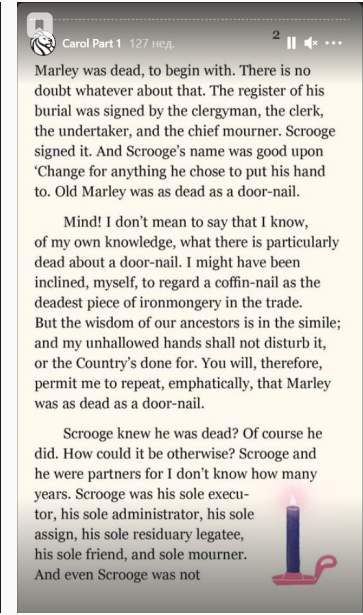 Carol Part 1 127 нед.
2
Marley was dead, to begin with. There is no
doubt whatever about that. The register of his
burial was signed by the clergyman, the clerk,
the undertaker, and the chief mourner. Scrooge
signed it. And Scrooge’s name was good upon
‘Change for anything he chose to put his hand
to. Old Marley was as dead as a door-nail.
Mind! I don’t mean to say that I know,
of my own knowledge, what there is particularly
dead about a door-nail. I might have been
inclined, myself, to regard a coffin-nail as the
deadest piece of ironmongery in the trade.
But the wisdom of our ancestors is in the simile;
and my unhallowed hands shall not disturb it,
or the Country’s done for. You will, therefore,
permit me to repeat, emphatically, that Marley
was as dead as a door-nail.
Scrooge knew he was dead? Of course he
did. How could it be otherwise? Scrooge and
he were partners for I don’t know how many
years. Scrooge was his sole execu-
tor, his sole administrator, his sole
assign, his sole residuary legatee,
his sole friend, and sole mourner.
And even Scrooge was not